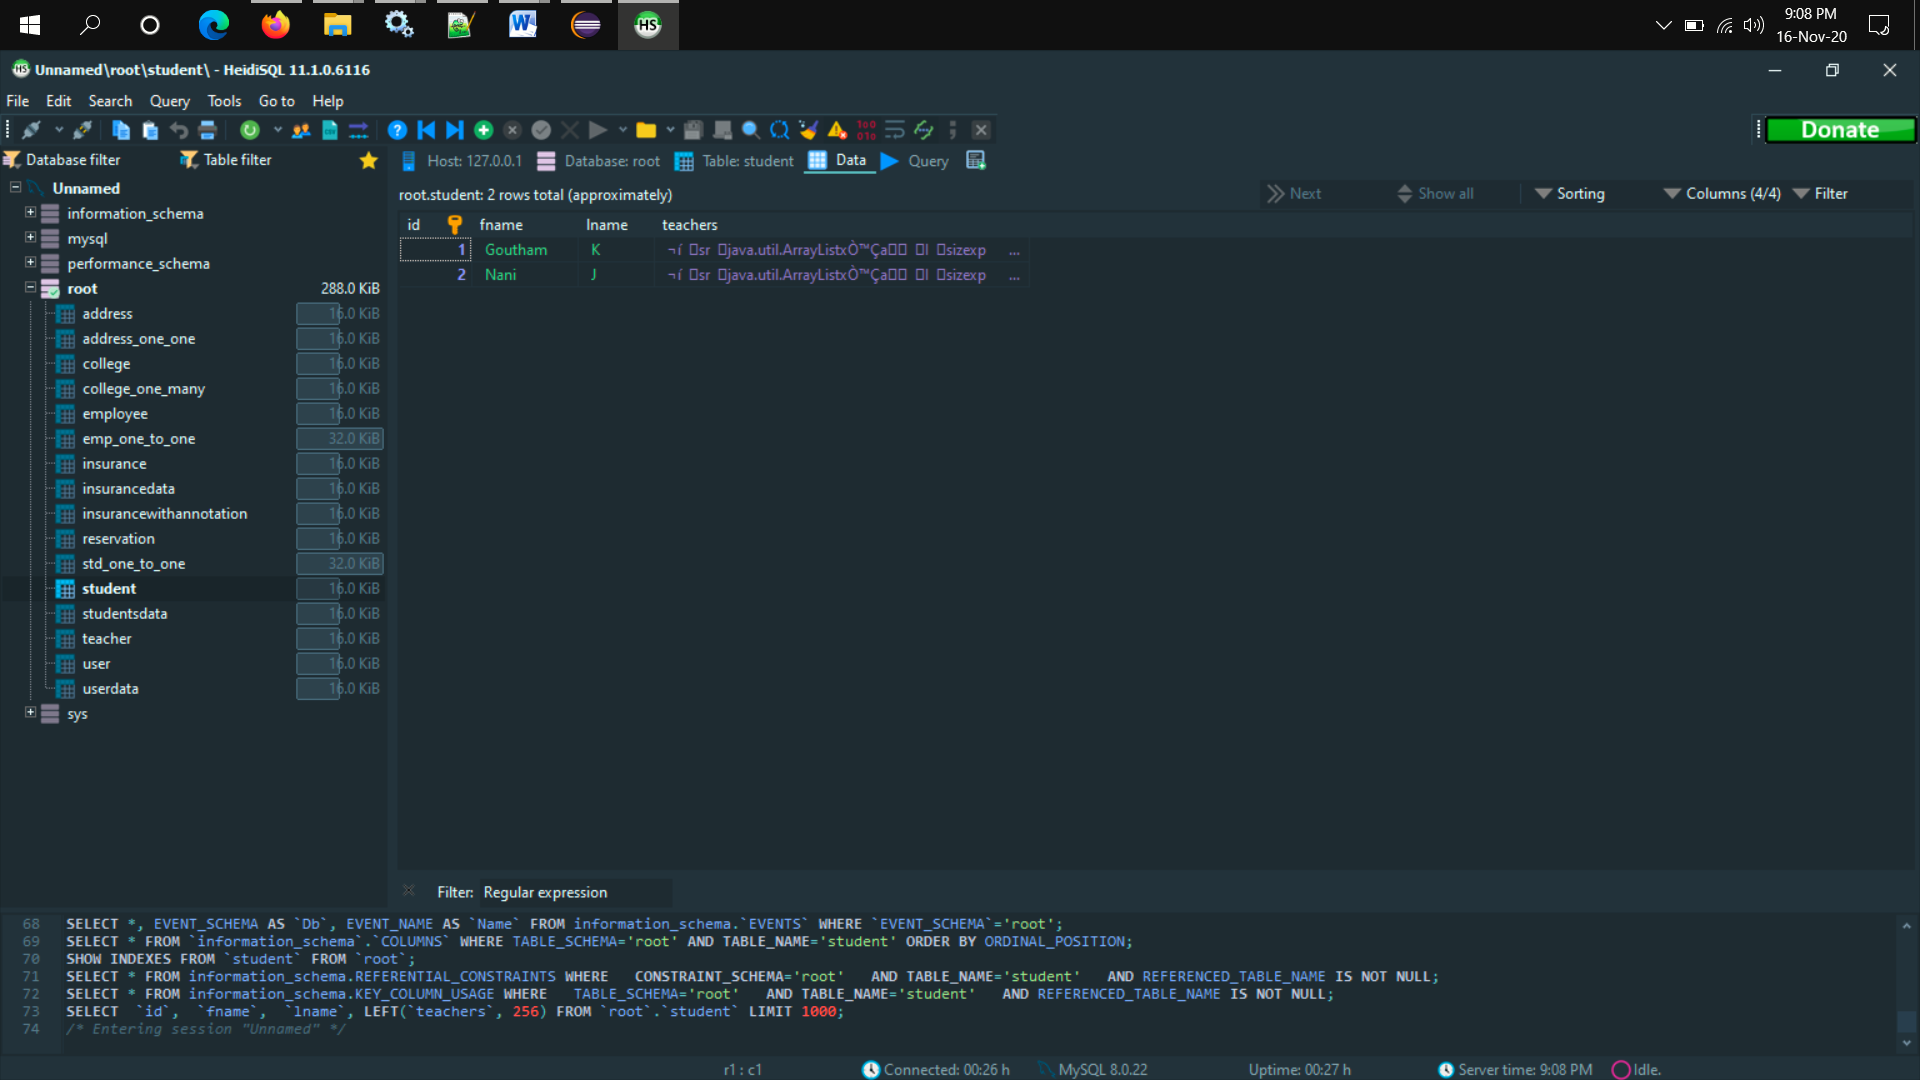 9:08 PM
16-Nov-20
Unnamed\root\student\ - HeidiSQL 11.1.0.6116
File Edit Search Query Tools Go to Help
Donate
Database filter Table filter
Host: 127.0.0.1 Database: root Table: student Data Query
Unnamed
root.student: 2 rows total (approximately) Next Show all Sorting Columns (4/4) Filter
information_schema
id fname lname teachers
mysql
1 Goutham K ¬í sr java.util.ArrayListxÒ™Ça I sizexp ...
performance_schema
2 Nani J ¬í sr java.util.ArrayListxÒ™Ça I sizexp ...
root 288.0 KiB
address 16.0 KiB
address_one_one 16.0 KiB
college 16.0 KiB
college_one_many 16.0 KiB
employee 16.0 KiB
emp_one_to_one 32.0 KiB
insurance 16.0 KiB
insurancedata 16.0 KiB
insurancewithannotation 16.0 KiB
reservation 16.0 KiB
std_one_to_one 32.0 KiB
student 16.0 KiB
studentsdata 16.0 KiB
teacher 16.0 KiB
user 16.0 KiB
userdata 16.0 KiB
sys
Filter: Regular expression
68 SELECT *, EVENT_SCHEMA AS `Db`, EVENT_NAME AS `Name` FROM information_schema.`EVENTS` WHERE `EVENT_SCHEMA`='root';
69 SELECT * FROM `information_schema`.`COLUMNS` WHERE TABLE_SCHEMA='root' AND TABLE_NAME='student' ORDER BY ORDINAL_POSITION;
70 SHOW INDEXES FROM `student` FROM `root`;
71 SELECT * FROM information_schema.REFERENTIAL_CONSTRAINTS WHERE   CONSTRAINT_SCHEMA='root'   AND TABLE_NAME='student'   AND REFERENCED_TABLE_NAME IS NOT NULL;
72 SELECT * FROM information_schema.KEY_COLUMN_USAGE WHERE   TABLE_SCHEMA='root'   AND TABLE_NAME='student'   AND REFERENCED_TABLE_NAME IS NOT NULL;
73 SELECT  `id`,  `fname`,  `lname`, LEFT(`teachers`, 256) FROM `root`.`student` LIMIT 1000;
74 /* Entering session "Unnamed" */
r1 : c1 Connected: 00:26 h MySQL 8.0.22 Uptime: 00:27 h Server time: 9:08 PM Idle.